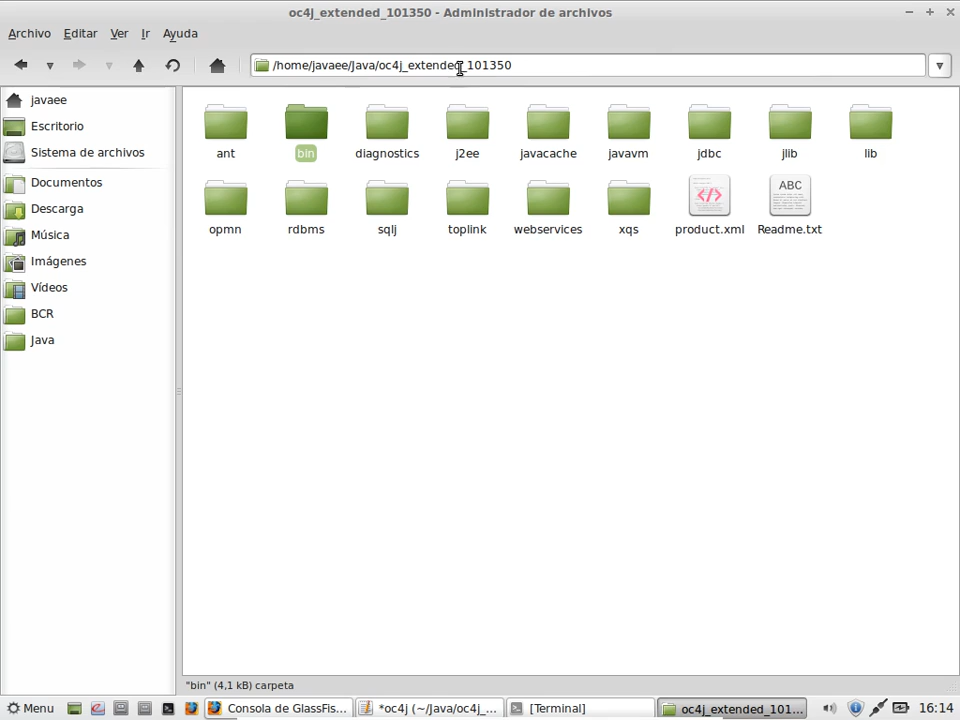 oc4j_extended_101350 - Administrador de archivos
Archivo Editar Ver Ir Ayuda
/home/javaee/Java/oc4j_extended_101350
javaee
Escritorio
Sistema de archivos
Documentos
Descarga
Música
Imágenes
Vídeos
BCR
Java
ant bin diagnostics j2ee javacache javavm jdbc jlib lib
ABC
opmn rdbms sqlj toplink webservices xqs product.xml Readme.txt
"bin" (4,1 kB) carpeta
Menu Consola de GlassFis... *oc4j (~/Java/oc4j_... [Terminal] oc4j_extended_101... 16:14